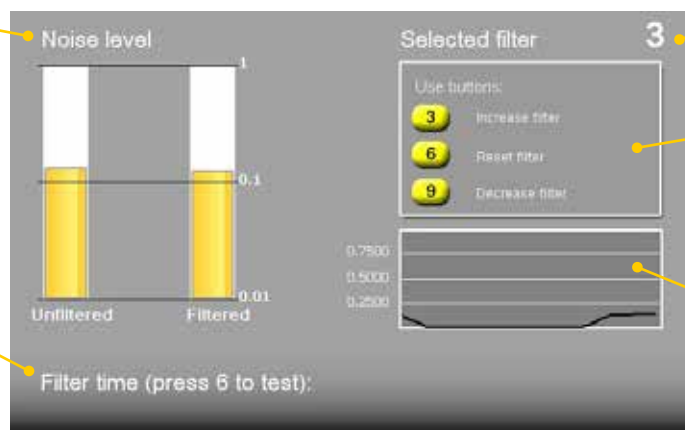 Noise level
1
0.1
0.01
Unfiltered Filtered
Selected filter 3
Use buttons:
3 Increase filter
6 Reset filter
9 Decrease filter
0.7500
0.5000
0.2500
Filter time (press 6 to test):